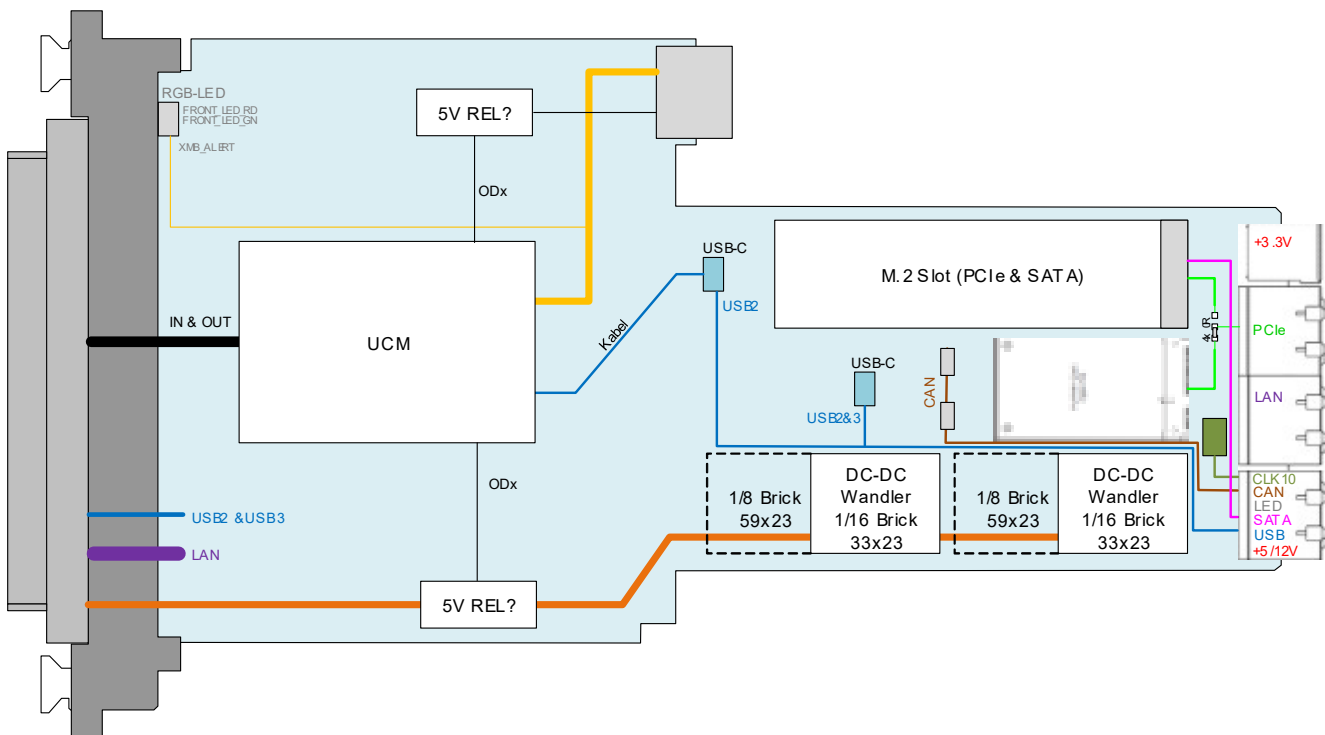 RGB-LED
FRONT_LED_RD
FRONT_LED_GN
XMB_ALERT
5V REL?
ODx
IN & OUT
UCM
Kabel
USB-C
USB2
M.2 Slot (PCIe & SATA)
4x 0R
USB-C
USB2&3
CAN
+3.3V
PCIe
LAN
CLK10
CAN
LED
SATA
USB
+5/12V
ODx
1/8 Brick
59x23
DC-DC
Wandler
1/16 Brick
33x23
1/8 Brick
59x23
DC-DC
Wandler
1/16 Brick
33x23
USB2 &USB3
LAN
5V REL?